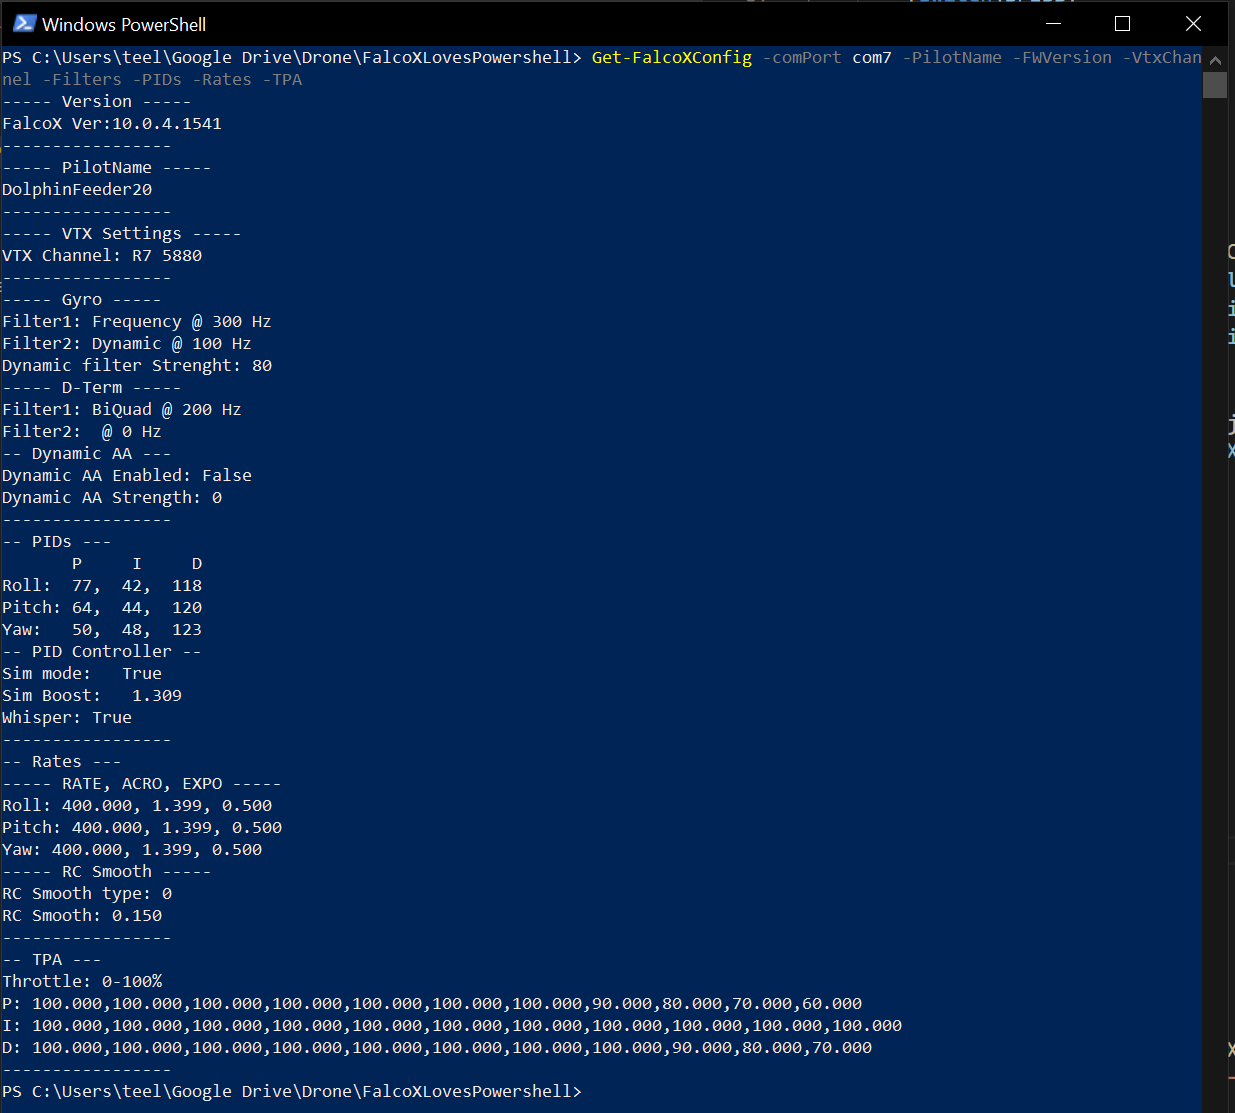 Windows PowerShell
PS C:\Users\teel\Google Drive\Drone\FalcoXLovesPowershell> Get-FalcoXConfig -comPort com7 -PilotName -FWVersion -VtxChan
nel -Filters -PIDs -Rates -TPA
----- Version -----
FalcoX Ver:10.0.4.1541
-----------------
----- PilotName -----
DolphinFeeder20
-----------------
----- VTX Settings -----
VTX Channel: R7 5880
-----------------
----- Gyro -----
Filter1: Frequency @ 300 Hz
Filter2: Dynamic @ 100 Hz
Dynamic filter Strenght: 80
----- D-Term -----
Filter1: BiQuad @ 200 Hz
Filter2:  @ 0 Hz
-- Dynamic AA ---
Dynamic AA Enabled: False
Dynamic AA Strength: 0
-----------------
-- PIDs ---
       P     I     D
Roll:  77,  42,  118
Pitch: 64,  44,  120
Yaw:   50,  48,  123
-- PID Controller --
Sim mode:   True
Sim Boost:   1.309
Whisper: True
-----------------
-- Rates ---
----- RATE, ACRO, EXPO -----
Roll: 400.000, 1.399, 0.500
Pitch: 400.000, 1.399, 0.500
Yaw: 400.000, 1.399, 0.500
----- RC Smooth -----
RC Smooth type: 0
RC Smooth: 0.150
-----------------
-- TPA ---
Throttle: 0-100%
P: 100.000,100.000,100.000,100.000,100.000,100.000,100.000,90.000,80.000,70.000,60.000
I: 100.000,100.000,100.000,100.000,100.000,100.000,100.000,100.000,100.000,100.000,100.000
D: 100.000,100.000,100.000,100.000,100.000,100.000,100.000,100.000,90.000,80.000,70.000
-----------------
PS C:\Users\teel\Google Drive\Drone\FalcoXLovesPowershell>